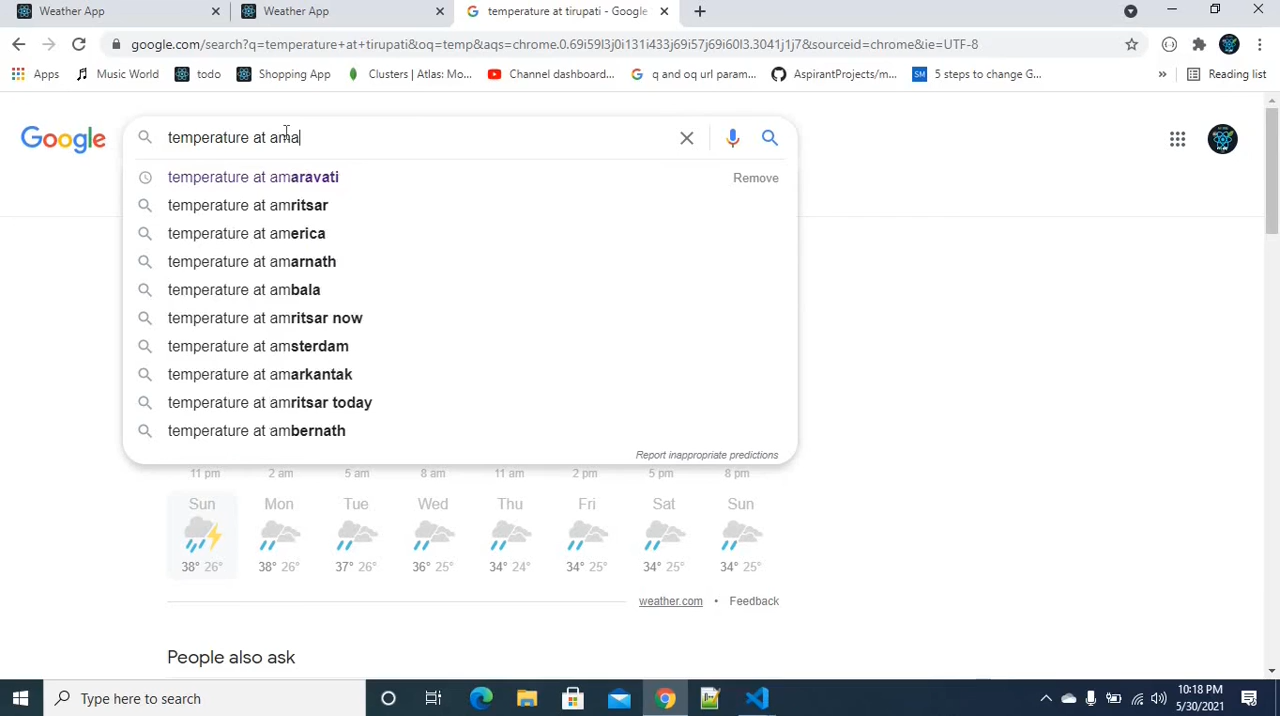 Weather App
Weather App
temperature at tirupati - Google
google.com/search?q=temperature+at+tirupati&oq=temp&aqs=chrome.0.69i59l3j0i131i433j69i57j69i60l3.3041j1j7&sourceid=chrome&ie=UTF-8
Apps
Music World
todo
Shopping App
Clusters | Atlas: Mo...
Channel dashboard...
q and oq url param...
AspirantProjects/m...
SM
5 steps to change G...
»
Reading list
Google
temperature at ama
temperature at amaravati
Remove
temperature at amritsar
temperature at america
temperature at amarnath
temperature at ambala
temperature at amritsar now
temperature at amsterdam
temperature at amarkantak
temperature at amritsar today
temperature at ambernath
Report inappropriate predictions
11 pm 2 am 5 am 8 am 11 am 2 pm 5 pm 8 pm
Sun Mon Tue Wed Thu Fri Sat Sun
38° 26° 38° 26° 37° 26° 36° 25° 34° 24° 34° 25° 34° 25° 34° 25°
weather.com • Feedback
People also ask
Type here to search
10:18 PM
5/30/2021